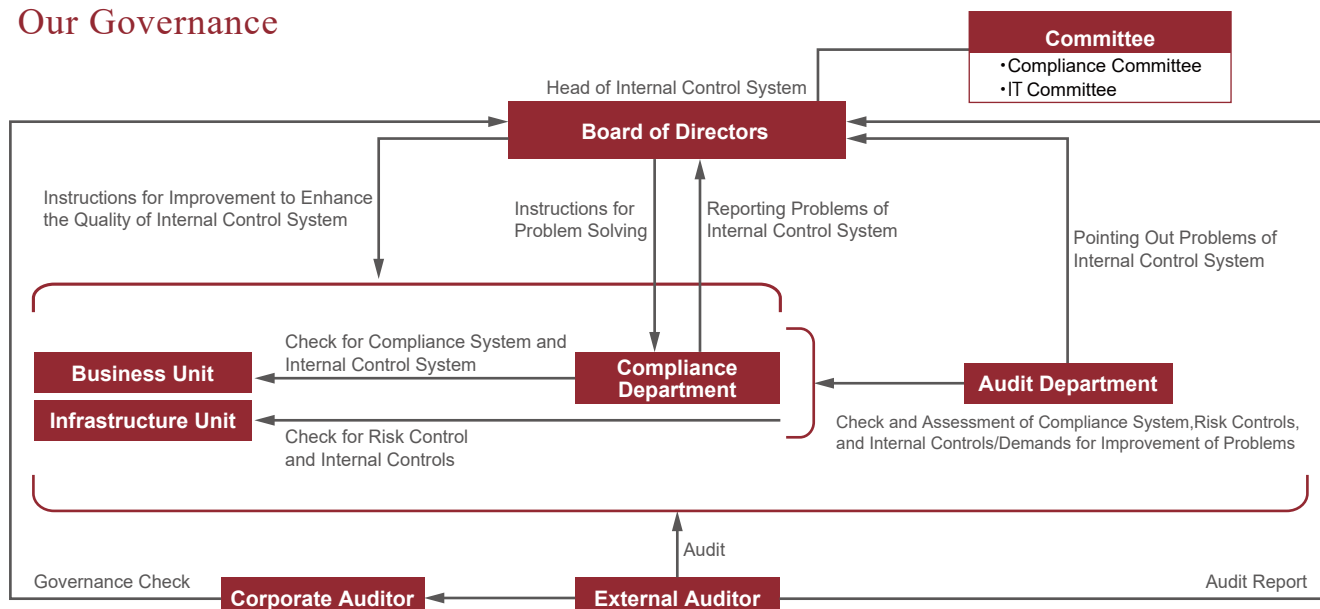 Our Governance
Committee
・Compliance Committee
・IT Committee
Head of Internal Control System
Board of Directors
Instructions for Improvement to Enhance
the Quality of Internal Control System
Instructions for
Problem Solving
Reporting Problems of
Internal Control System
Pointing Out Problems of
Internal Control System
Check for Compliance System and
Internal Control System
Business Unit
Compliance
Department
Audit Department
Infrastructure Unit
Check for Risk Control
and Internal Controls
Check and Assessment of Compliance System,Risk Controls,
and Internal Controls/Demands for Improvement of Problems
Audit
Governance Check
Audit Report
Corporate Auditor
External Auditor